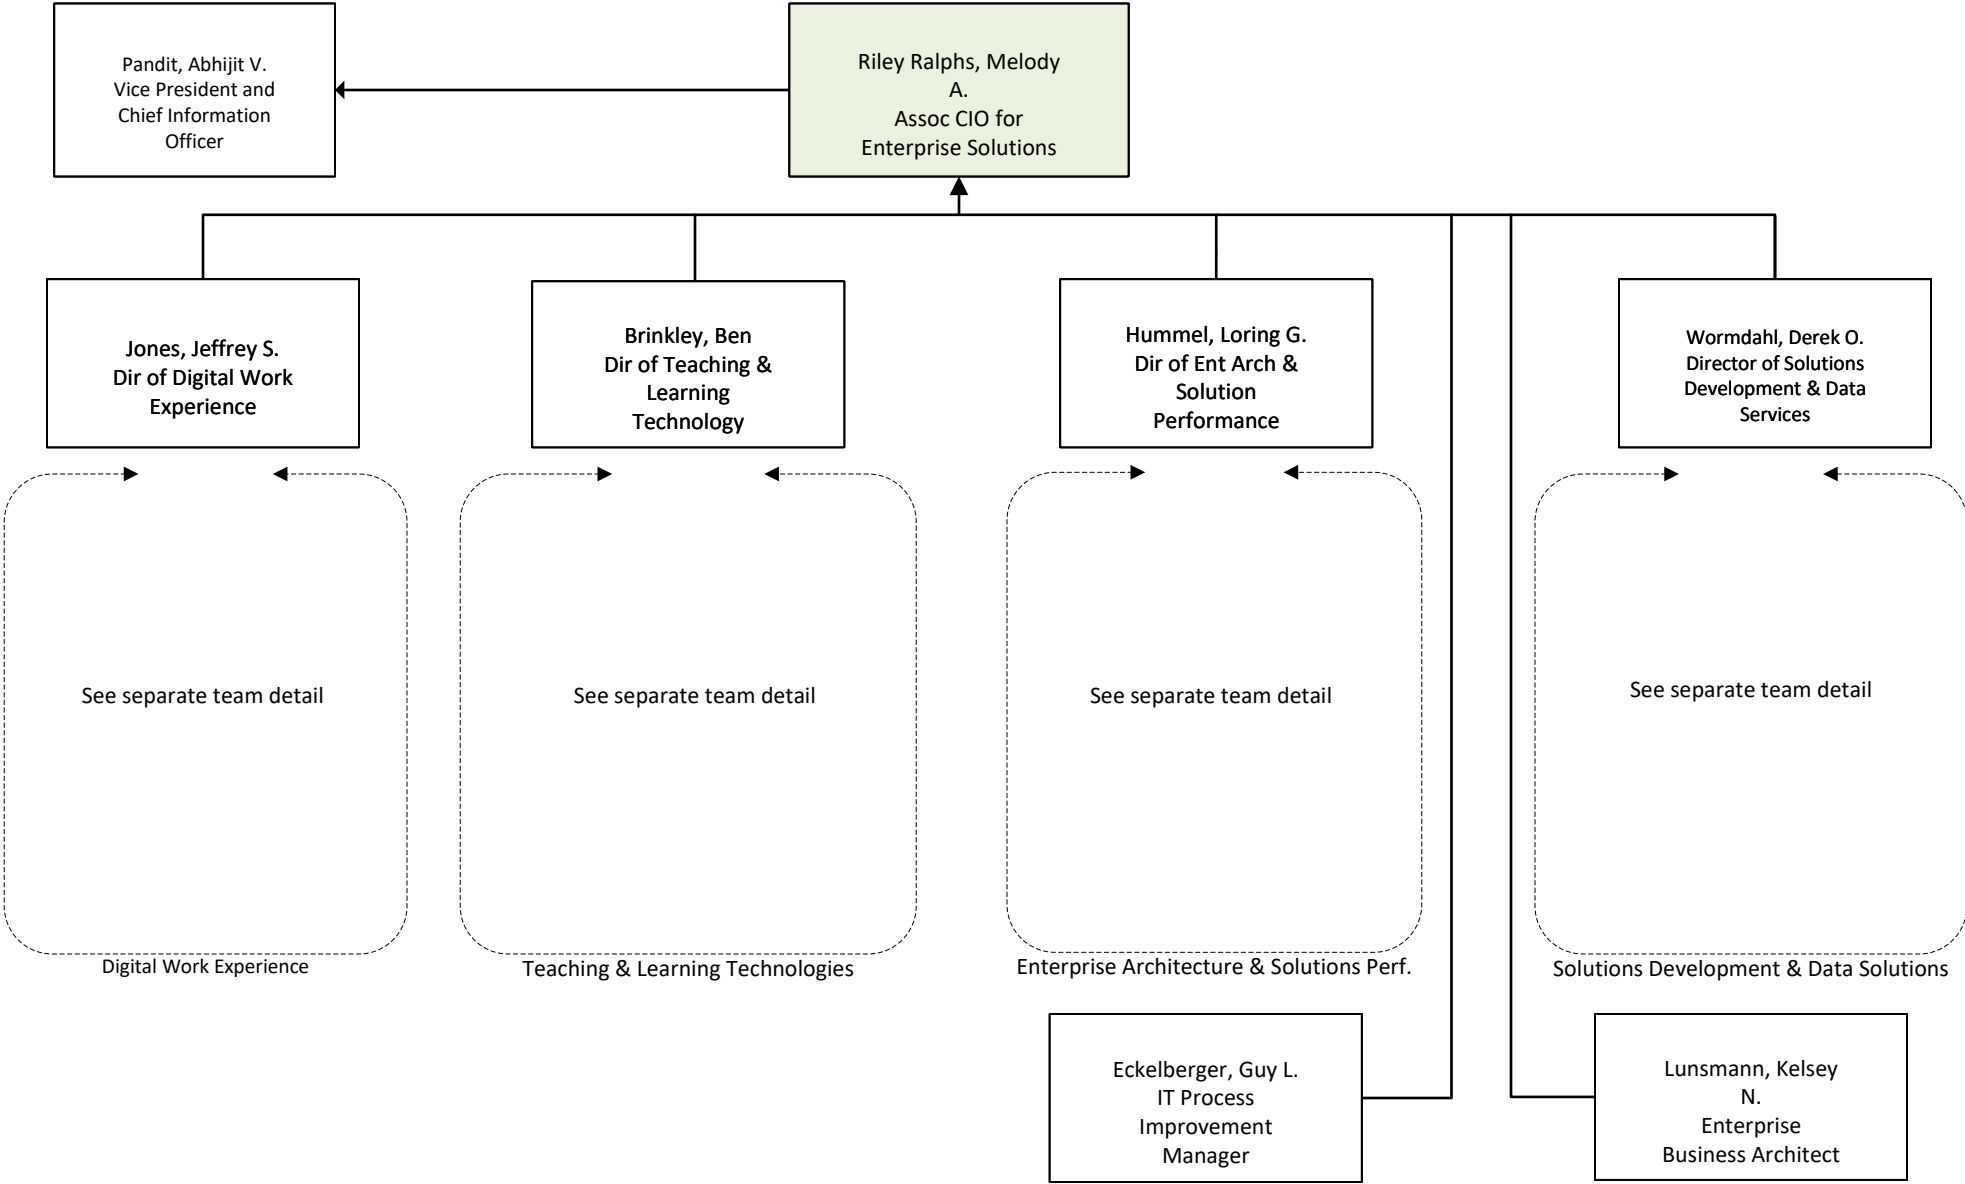 Pandit, Abhijit V.
Vice President and
Chief Information
Officer
Riley Ralphs, Melody
A.
Assoc CIO for
Enterprise Solutions
Jones, Jeffrey S.
Dir of Digital Work
Experience
Brinkley, Ben
Dir of Teaching &
Learning
Technology
Hummel, Loring G.
Dir of Ent Arch &
Solution
Performance
Wormdahl, Derek O.
Director of Solutions
Development & Data
Services
See separate team detail
See separate team detail
See separate team detail
See separate team detail
Digital Work Experience
Teaching & Learning Technologies
Enterprise Architecture & Solutions Perf.
Solutions Development & Data Solutions
Eckelberger, Guy L.
IT Process
Improvement
Manager
Lunsmann, Kelsey
N.
Enterprise
Business Architect